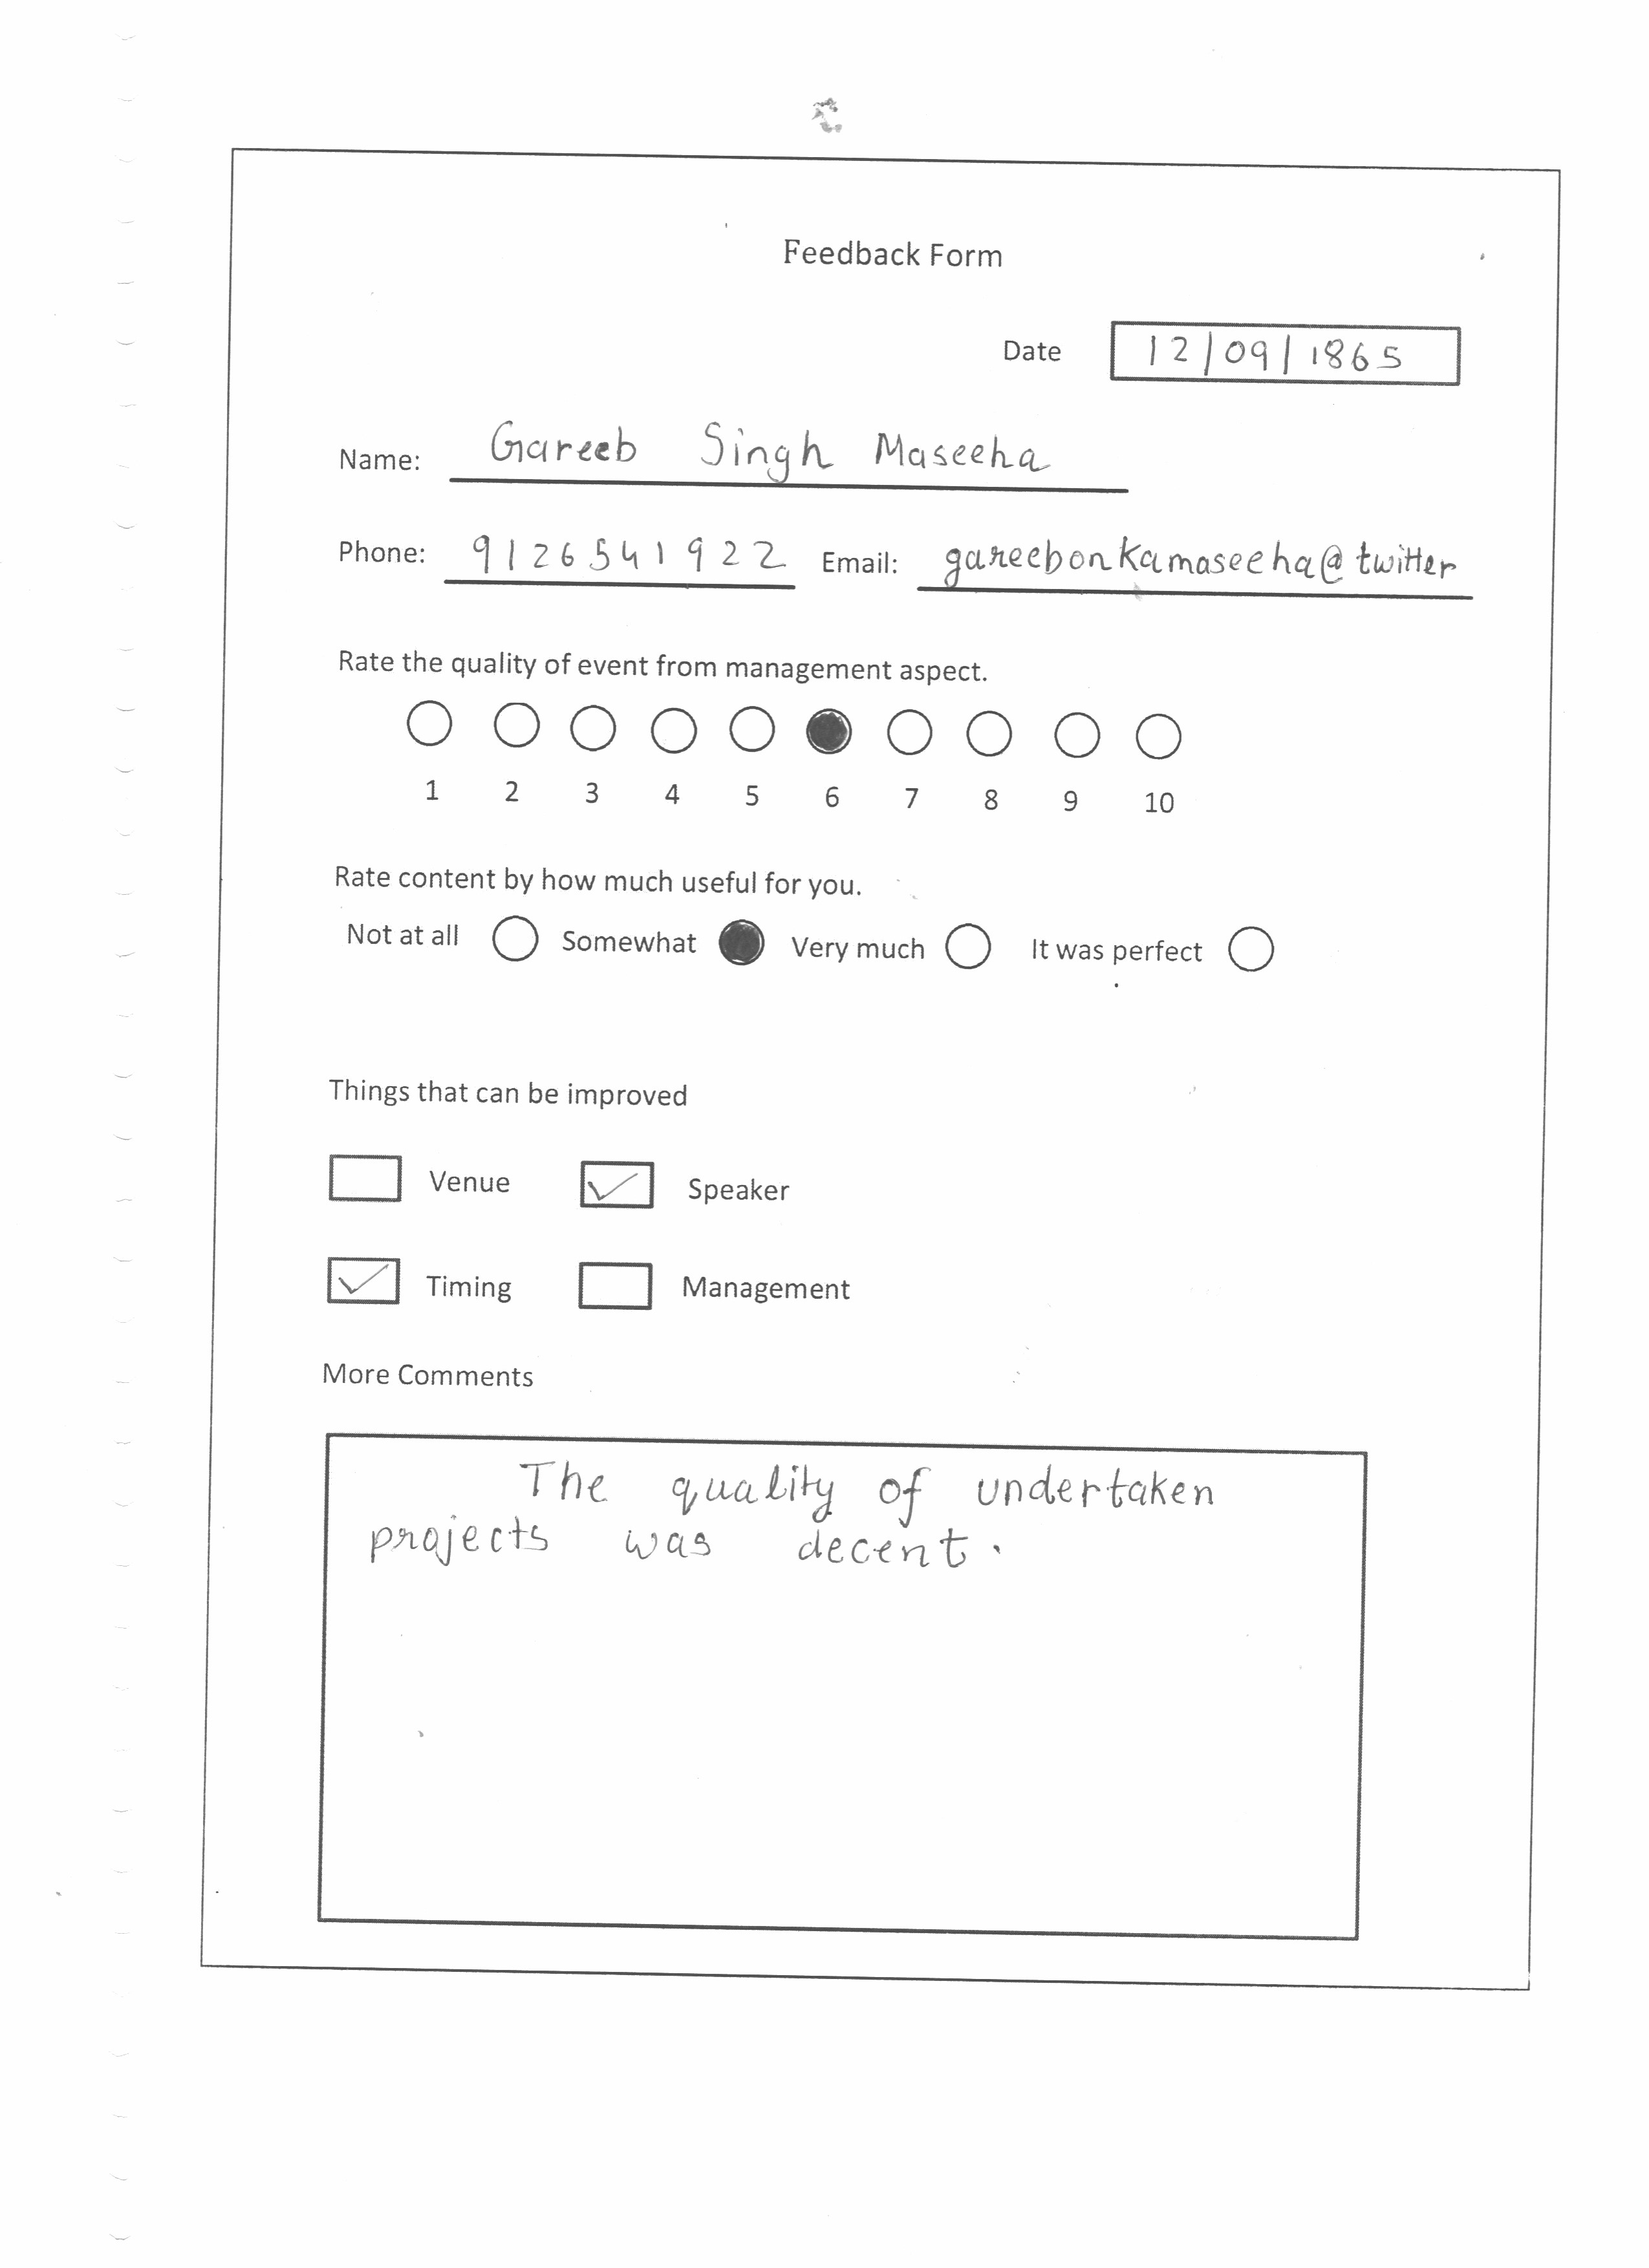 Feedback Form
Date 12/09/1865
Name: Gareeb Singh Maseeha
Phone: 9126541922 Email: gareebonkamaseeha@twitter
Rate the quality of event from management aspect.
1 2 3 4 5 6 7 8 9 10
Rate content by how much useful for you.
Not at all Somewhat Very much It was perfect
Things that can be improved
Venue Speaker
Timing Management
More Comments
The quality of undertaken
projects was decent.